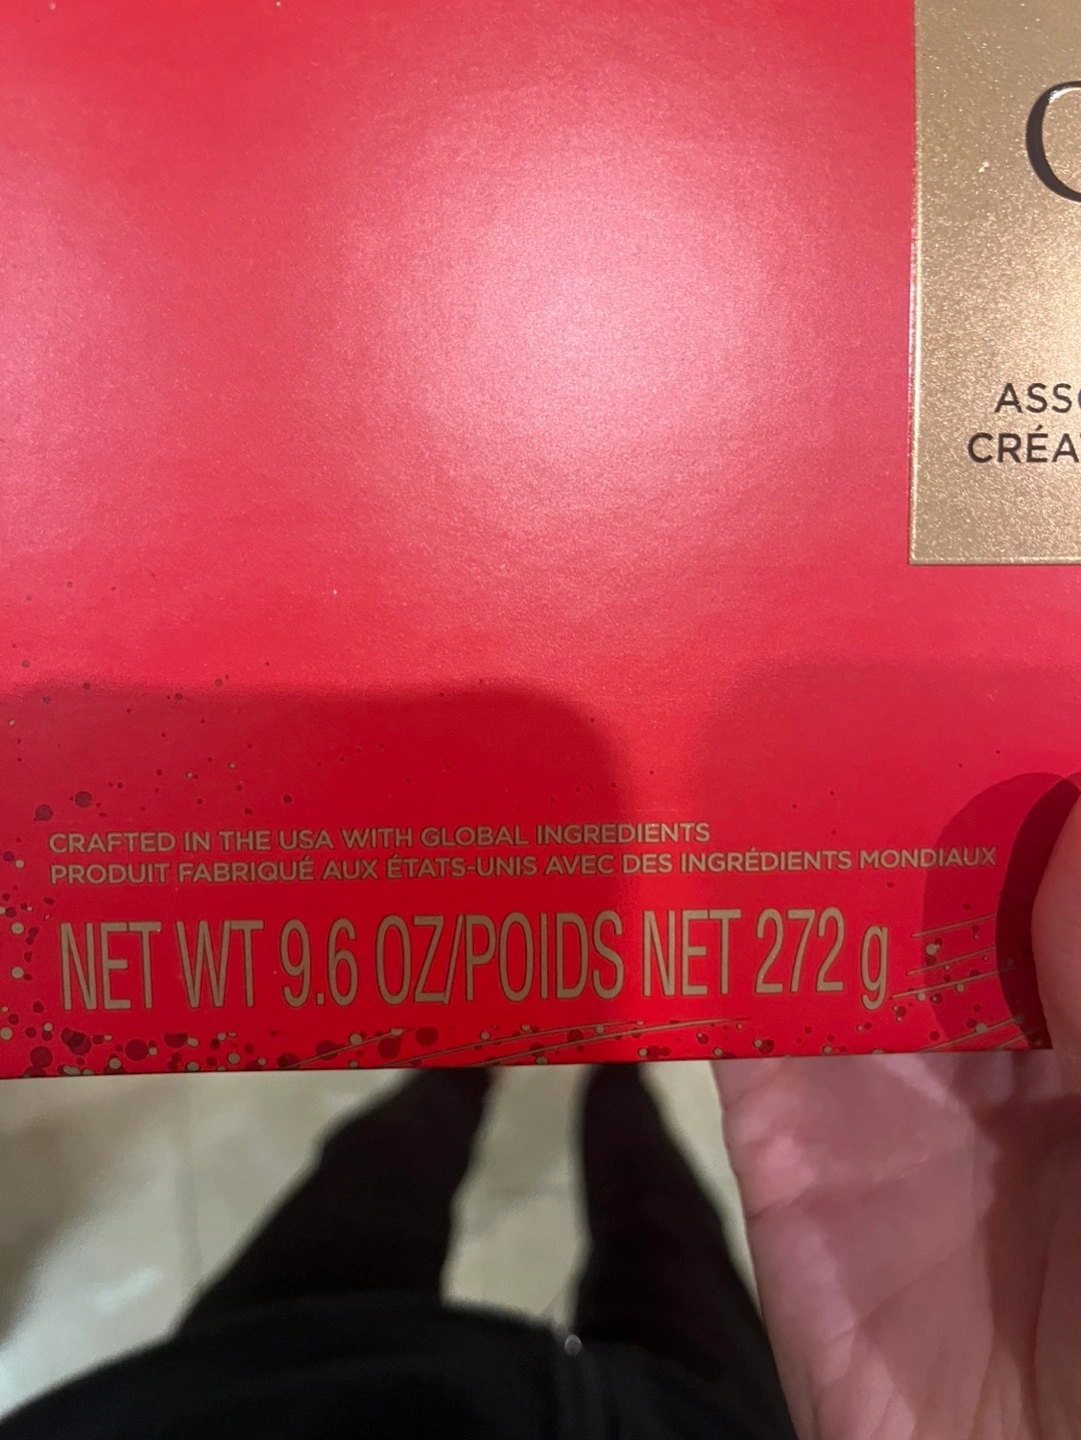 CRAFTED IN THE USA WITH GLOBAL INGREDIENTS
PRODUIT FABRIQUÉ AUX ÉTATS-UNIS AVEC DES INGRÉDIENTS MONDIAUX
NET WT 9.6 OZ/POIDS NET 272 g